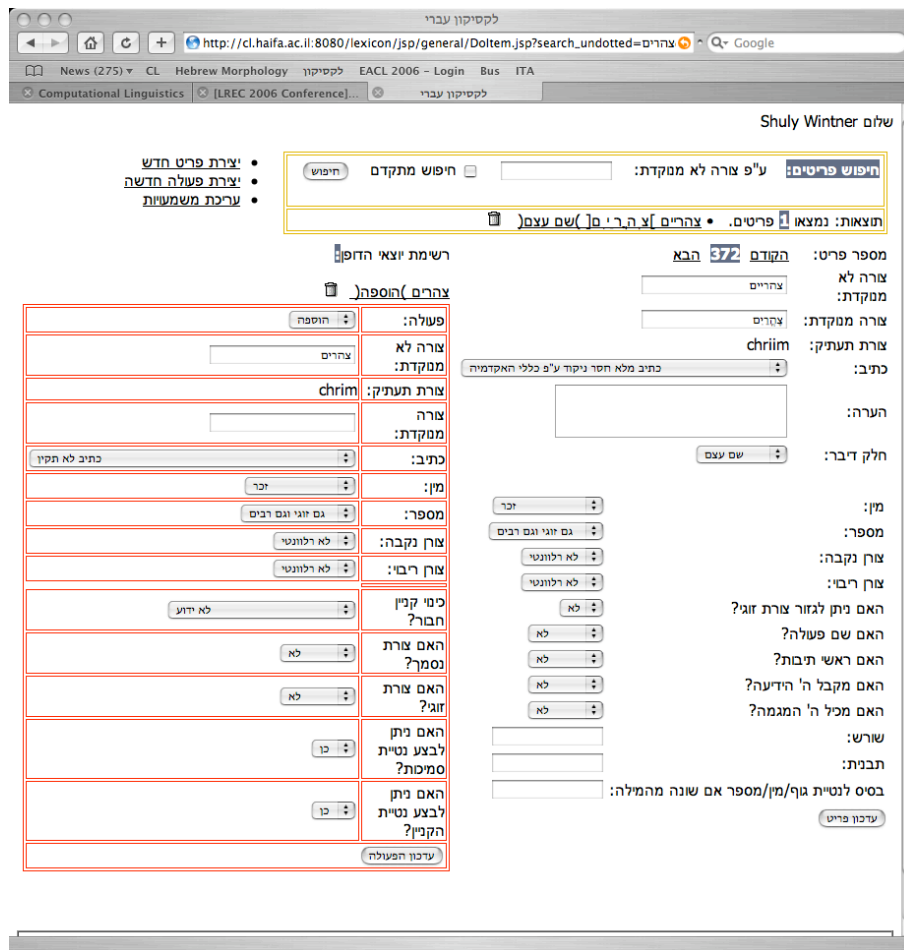 לקסיקון עברי
http://cl.haifa.ac.il:8080/lexicon/jsp/general/DoItem.jsp?search_undotted=צהרים Google
News (275) CL Hebrew Morphology לקסיקון EACL 2006 – Login Bus ITA
Computational Linguistics [LREC 2006 Conference]... לקסיקון עברי
שלום Shuly Wintner
חיפוש פריטים: ע"פ צורה לא מנוקדת: חיפוש מתקדם חיפוש
תוצאות: נמצאו 1 פריטים. • צהריים ]צָהֳרַיִם[ )שם עצם(
• יצירת פריט חדש
• יצירת פעולה חדשה
• עריכת משמעויות
מספר פריט: הקודם 372 הבא
צורה לא
מנוקדת: צהריים
צורה מנוקדת: צָהֳרַיִם
צורת תעתיק: chriim
כתיב: כתיב מלא חסר ניקוד ע"פ כללי האקדמיה
הערה:
חלק דיבר: שם עצם
מין: זכר
מספר: גם זוגי וגם רבים
צורן נקבה: לא רלוונטי
צורן ריבוי: לא רלוונטי
האם ניתן לגזור צורת זוגי? לא
האם שם פעולה? לא
האם ראשי תיבות? לא
האם מקבל ה' הידיעה? לא
האם מכיל ה' המגמה? לא
שורש:
תבנית:
בסיס לנטיית גוף/מין/מספר אם שונה מהמילה:
עדכון פריט
רשימת יוצאי הדופן:
צהרים )הוספה(
פעולה: הוספה
צורה לא
מנוקדת: צהרים
צורת תעתיק: chrim
צורה
מנוקדת:
כתיב: כתיב לא תקין
מין: זכר
מספר: גם זוגי וגם רבים
צורן נקבה: לא רלוונטי
צורן ריבוי: לא רלוונטי
כינוי קניין
חבור? לא ידוע
האם צורת
נסמך? לא
האם צורת
זוגי? לא
האם ניתן
לבצע נטיית
סמיכות? כן
האם ניתן
לבצע נטיית
הקניין? כן
עדכון הפעולה